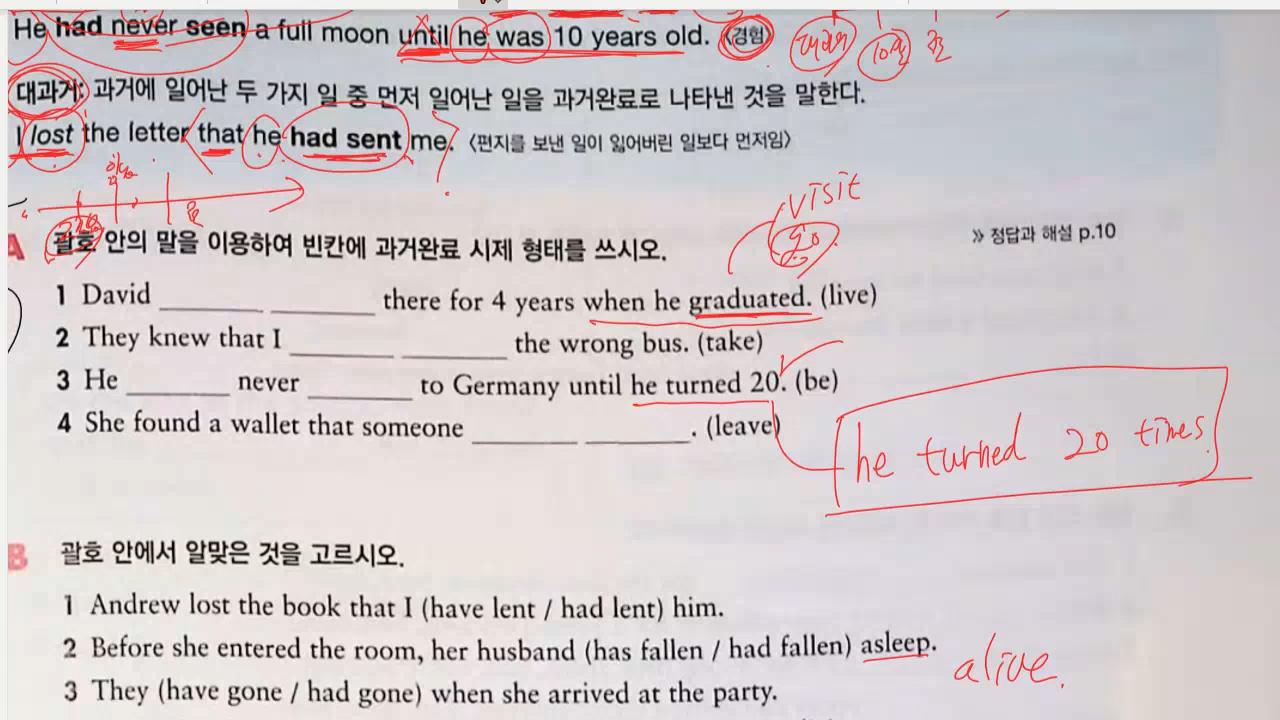 He had never seen a full moon until he was 10 years old. 〈경험〉
대과거: 과거에 일어난 두 가지 일 중 먼저 일어난 일을 과거완료로 나타낸 것을 말한다.
I lost the letter that he had sent me. 〈편지를 보낸 일이 잃어버린 일보다 먼저임〉
visit
go
A 괄호 안의 말을 이용하여 빈칸에 과거완료 시제 형태를 쓰시오.
» 정답과 해설 p.10
1 David ________ ________ there for 4 years when he graduated. (live)
2 They knew that I ________ ________ the wrong bus. (take)
3 He ________ never ________ to Germany until he turned 20. (be)
4 She found a wallet that someone ________ ________. (leave)
he turned 20 times
B 괄호 안에서 알맞은 것을 고르시오.
1 Andrew lost the book that I (have lent / had lent) him.
2 Before she entered the room, her husband (has fallen / had fallen) asleep.
alive.
3 They (have gone / had gone) when she arrived at the party.